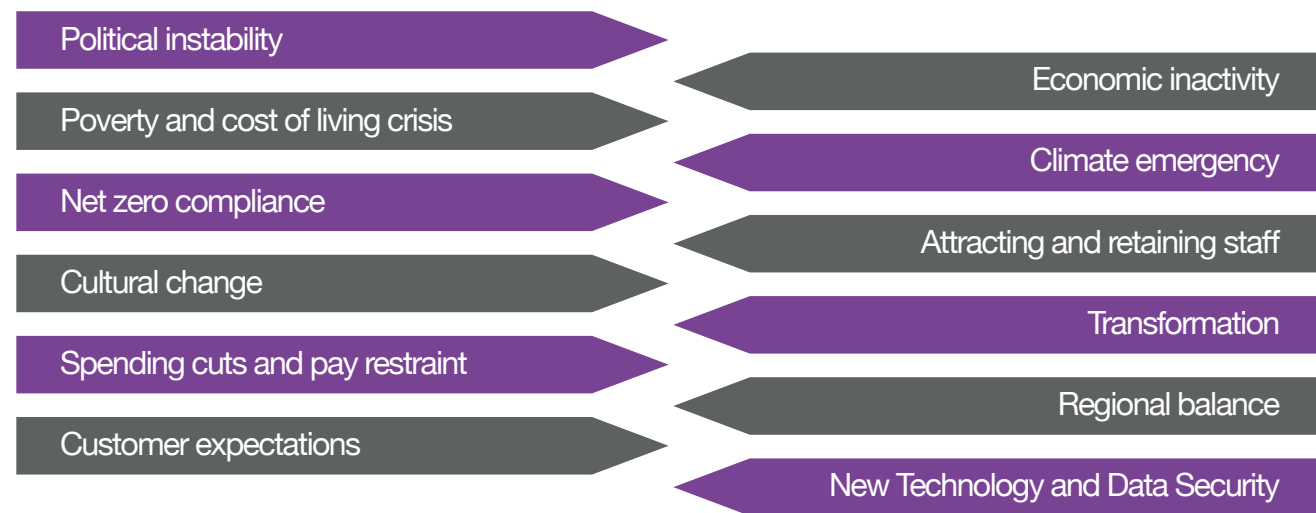 Political instability
Economic inactivity
Poverty and cost of living crisis
Climate emergency
Net zero compliance
Attracting and retaining staff
Cultural change
Transformation
Spending cuts and pay restraint
Regional balance
Customer expectations
New Technology and Data Security